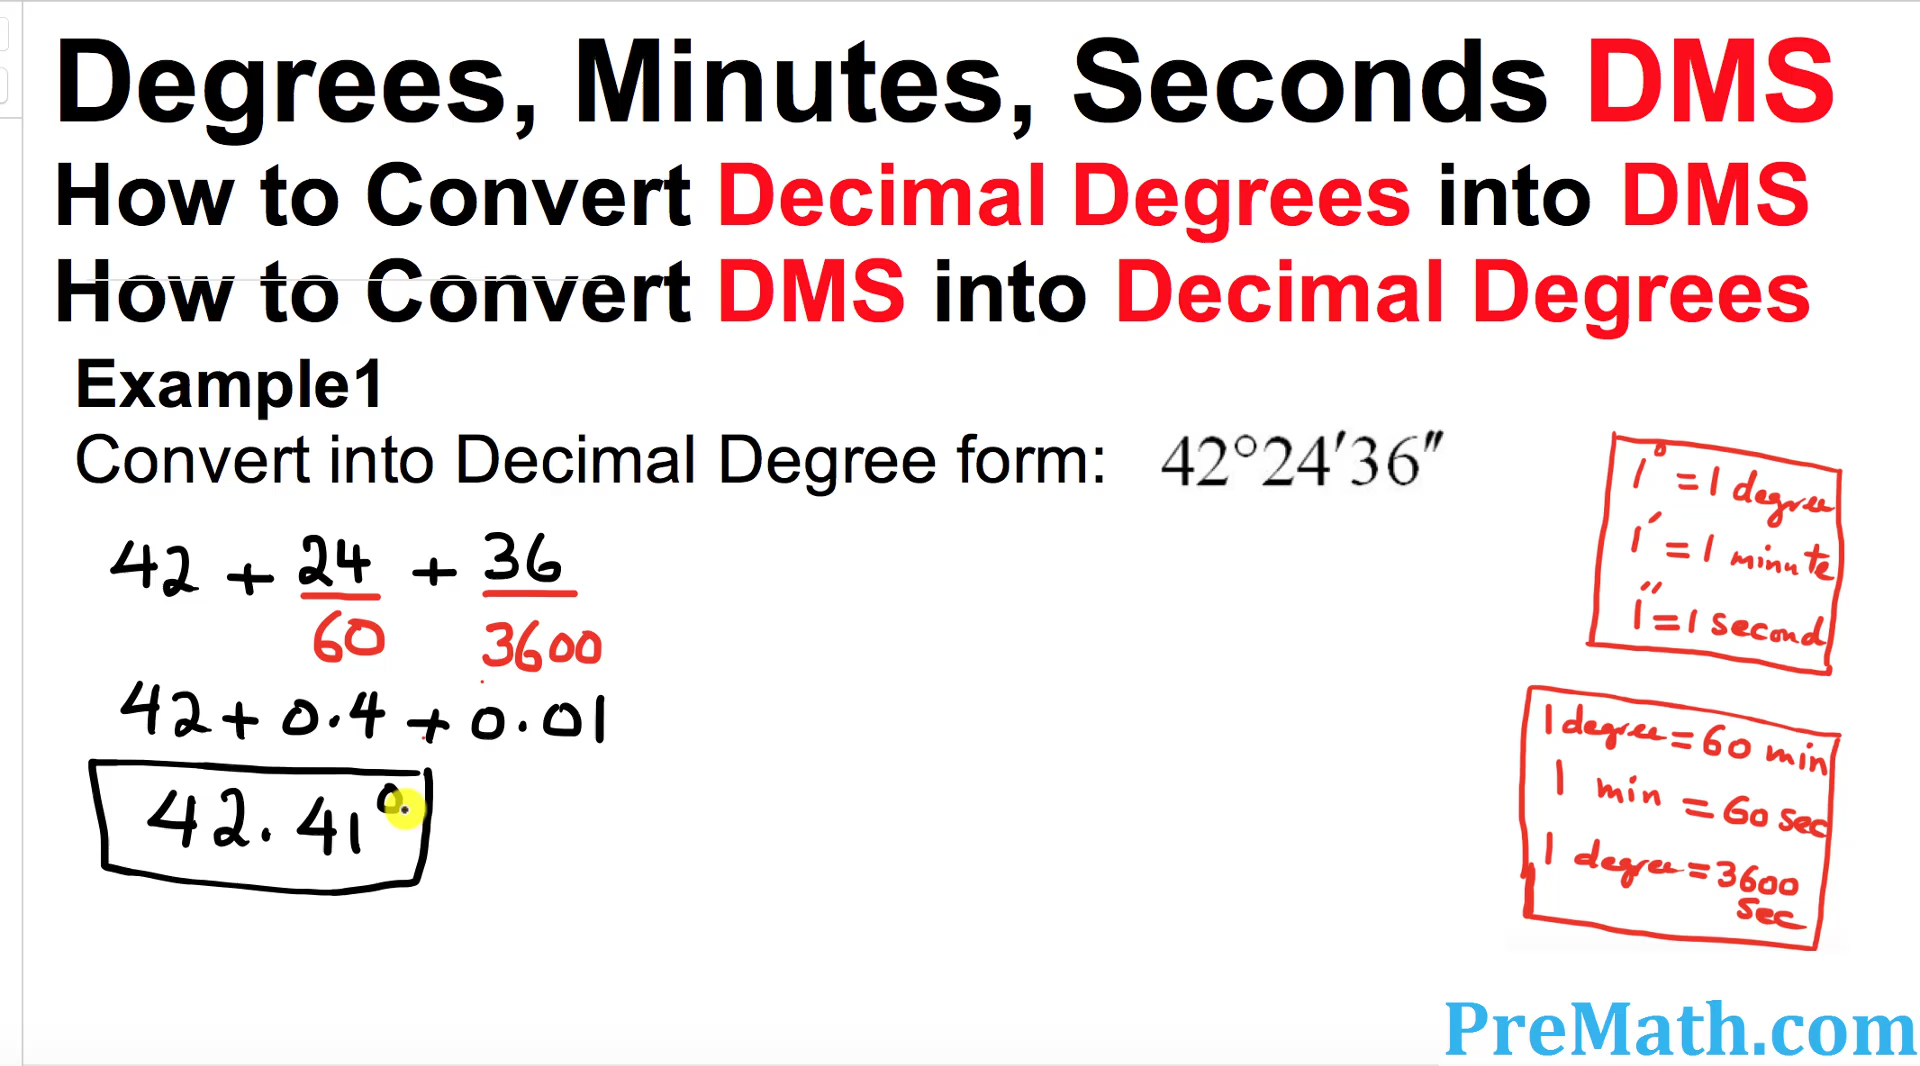 Degrees, Minutes, Seconds DMS
How to Convert Decimal Degrees into DMS
How to Convert DMS into Decimal Degrees
Example1
Convert into Decimal Degree form: 42°24′36″
42 + 24/60 + 36/3600
42 + 0.4 + 0.01
42.41°
1° = 1 degree
1′ = 1 minute
1″ = 1 second
1 degree = 60 min
1 min = 60 sec
1 degree = 3600
sec
PreMath.com